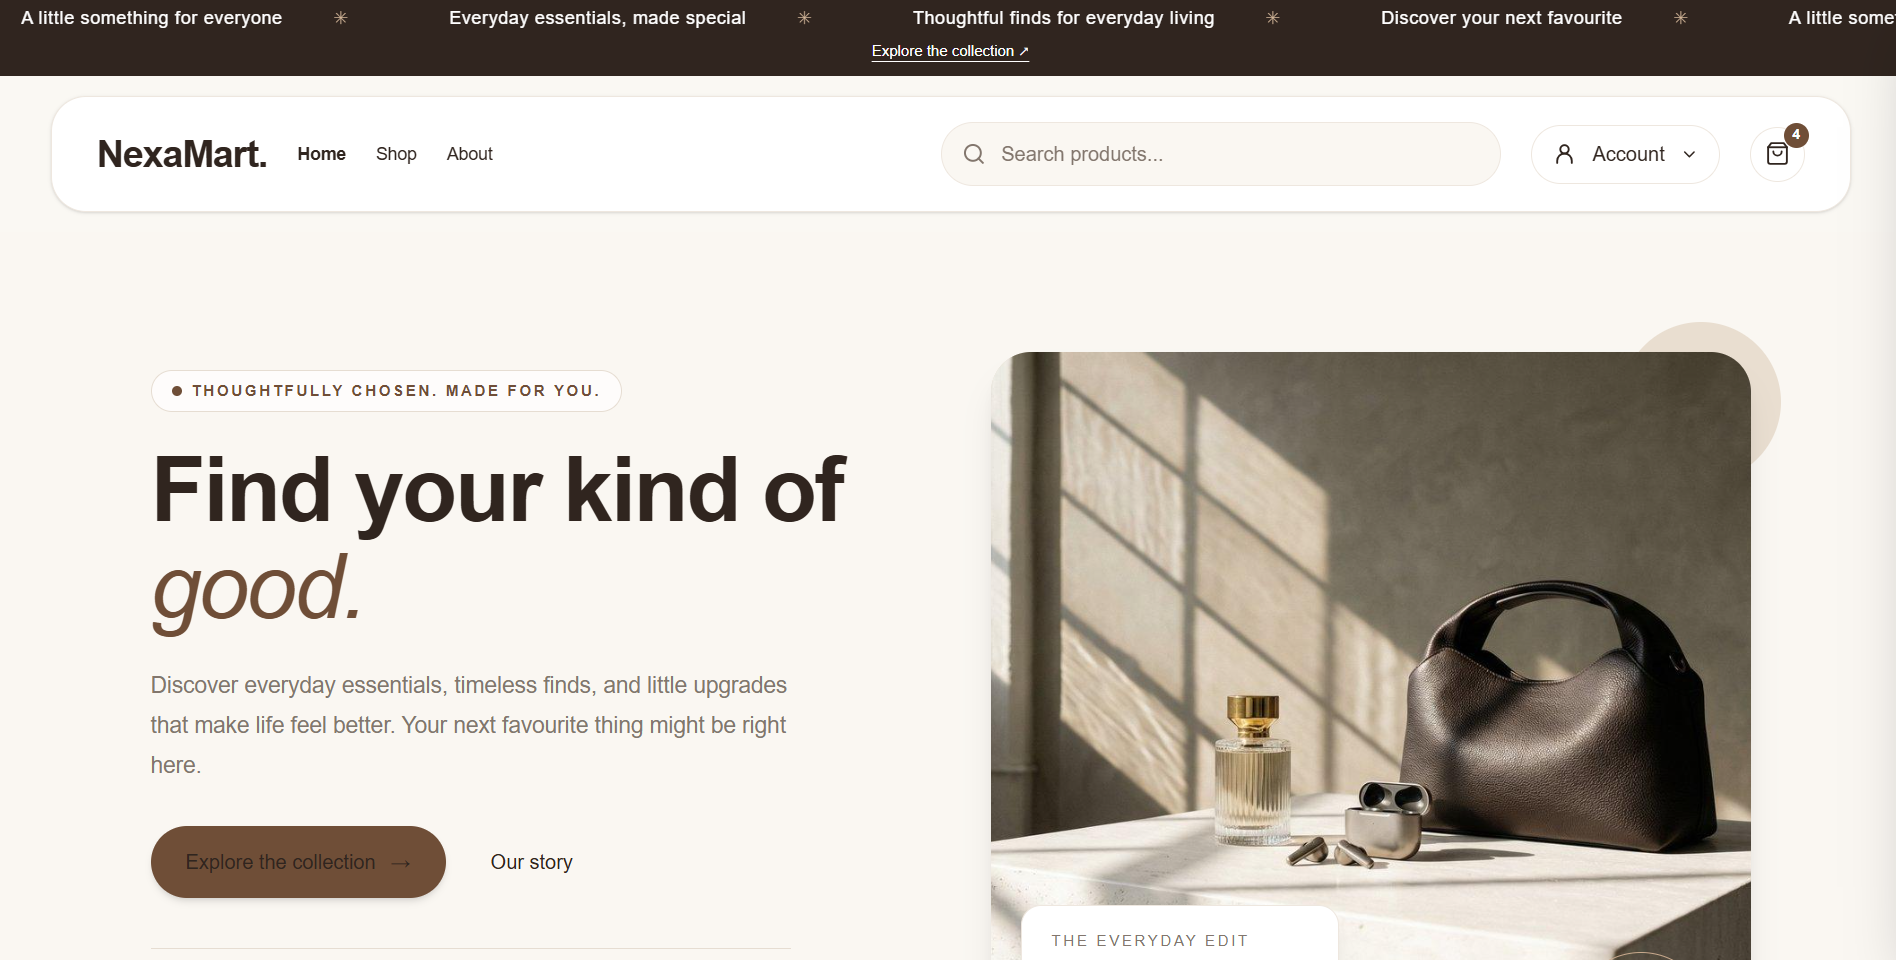 A little something for everyone ✳ Everyday essentials, made special ✳ Thoughtful finds for everyday living ✳ Discover your next favourite ✳ A little some
Explore the collection ↗
NexaMart. Home Shop About Search products... Account 4
THOUGHTFULLY CHOSEN. MADE FOR YOU.
Find your kind of
good.
Discover everyday essentials, timeless finds, and little upgrades
that make life feel better. Your next favourite thing might be right
here.
Explore the collection → Our story
THE EVERYDAY EDIT